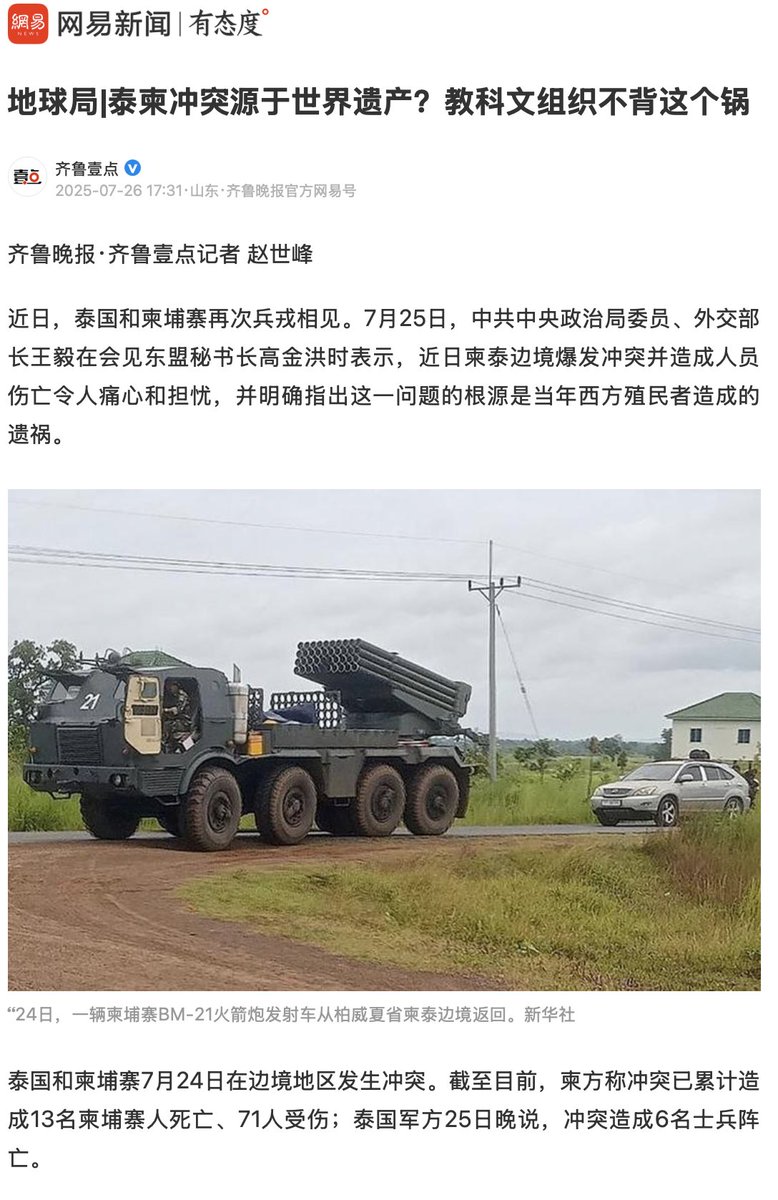 網易
NEWS
网易新闻 | 有态度°
地球局|泰柬冲突源于世界遗产？教科文组织不背这个锅
壹点
齐鲁壹点
2025-07-26 17:31·山东·齐鲁晚报官方网易号
齐鲁晚报·齐鲁壹点记者 赵世峰
近日，泰国和柬埔寨再次兵戎相见。7月25日，中共中央政治局委员、外交部
长王毅在会见东盟秘书长高金洪时表示，近日柬泰边境爆发冲突并造成人员
伤亡令人痛心和担忧，并明确指出这一问题的根源是当年西方殖民者造成的
遗祸。
21
“24日，一辆柬埔寨BM-21火箭炮发射车从柏威夏省柬泰边境返回。新华社
泰国和柬埔寨7月24日在边境地区发生冲突。截至目前，柬方称冲突已累计造
成13名柬埔寨人死亡、71人受伤；泰国军方25日晚说，冲突造成6名士兵阵
亡。